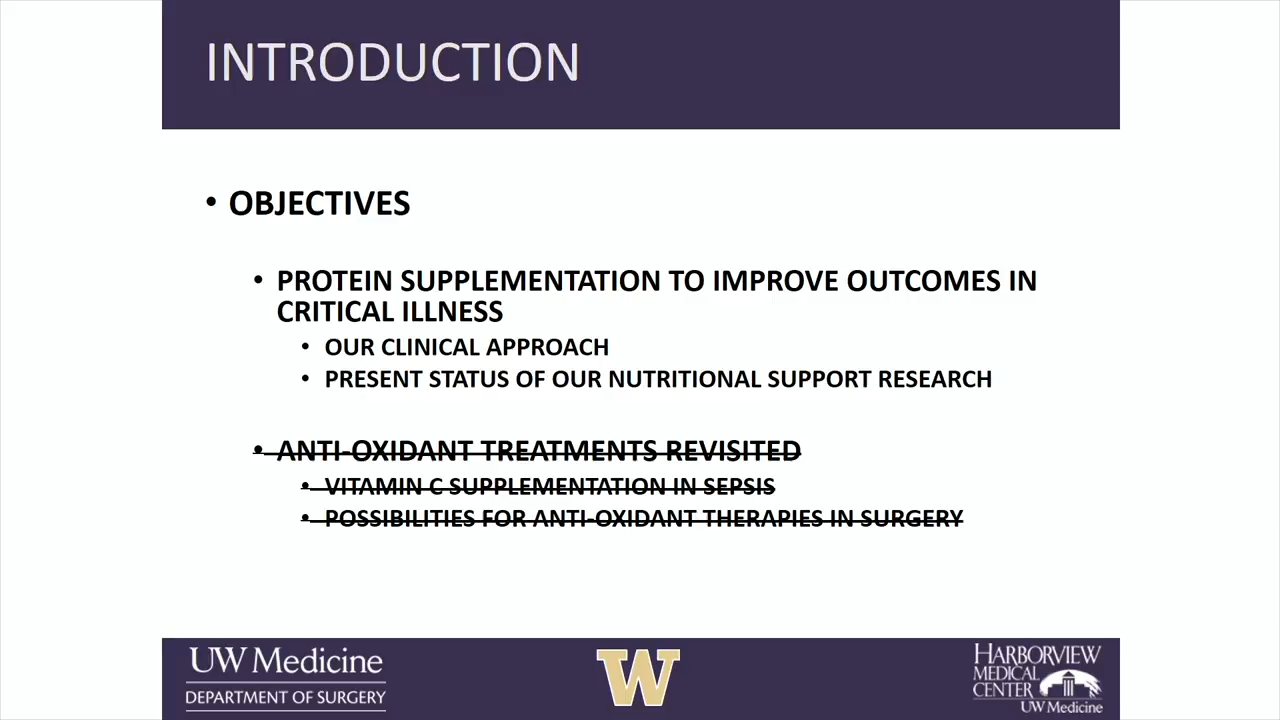 INTRODUCTION
• OBJECTIVES
• PROTEIN SUPPLEMENTATION TO IMPROVE OUTCOMES IN
CRITICAL ILLNESS
• OUR CLINICAL APPROACH
• PRESENT STATUS OF OUR NUTRITIONAL SUPPORT RESEARCH
• ANTI-OXIDANT TREATMENTS REVISITED
• VITAMIN C SUPPLEMENTATION IN SEPSIS
• POSSIBILITIES FOR ANTI-OXIDANT THERAPIES IN SURGERY
UW Medicine
DEPARTMENT OF SURGERY
W
HARBORVIEW
MEDICAL
CENTER
UW Medicine